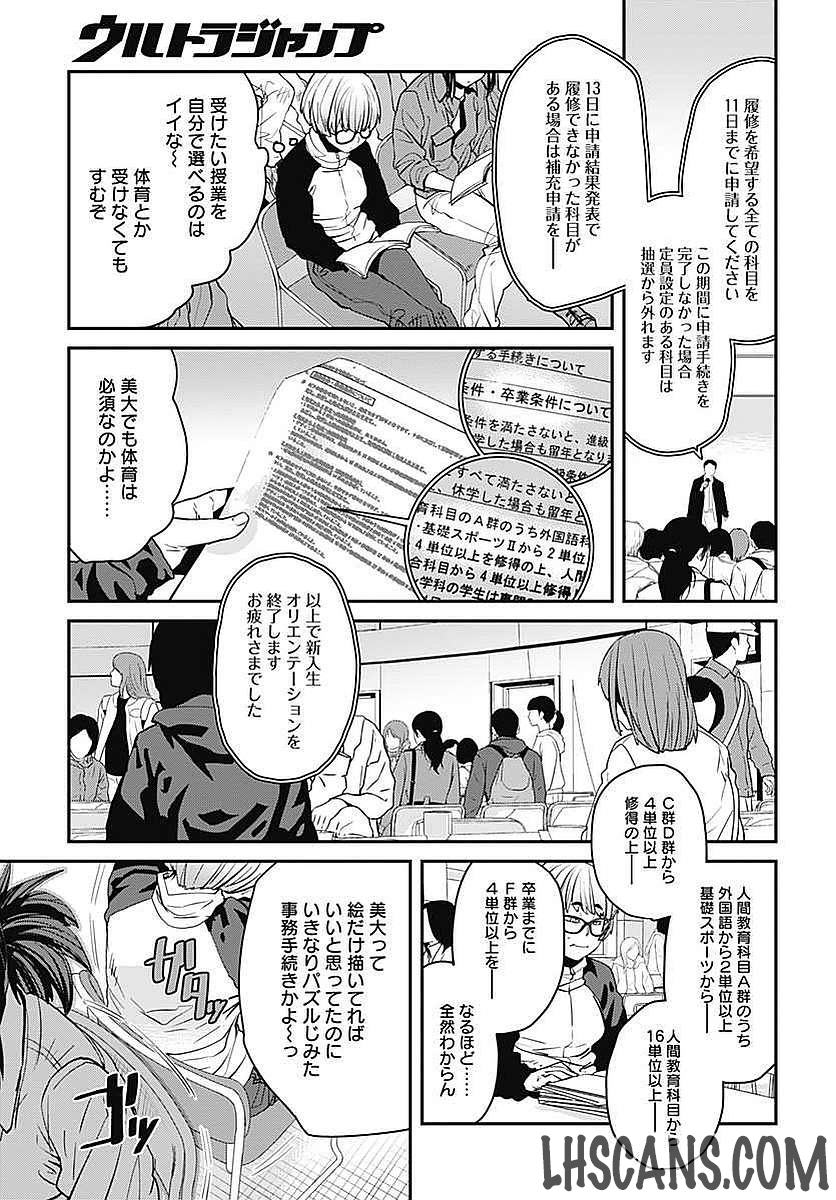 ウルトラジャンプ
履修を希望する全ての科目を
11日までに申請してください
この期間に申請手続きを
完了しなかった場合
定員設定のある科目は
抽選から外れます
13日に申請結果発表で
履修できなかった科目が
ある場合は補充申請を──
受けたい授業を
自分で選べるのは
イイな〜
体育とか
受けなくても
すむぞ
する手続きについて
条件・卒業条件について
条件を満たさないと、進級
学した場合も留年となりま
級条件
すべて満たさないと
、休学した場合も留年と
育科目のA群のうち外国語科
・基礎スポーツⅡから2単位
4単位以上を修得の上、人間
合科目から4単位以上修得
学科の学生は専門
美大でも体育は
必須なのかよ……
以上で新入生
オリエンテーションを
終了します
お疲れさまでした
人間教育科目A群のうち
外国語から2単位以上
基礎スポーツから──
C群D群から
4単位以上
修得の上──
人間教育科目から
16単位以上──
卒業までに
F群から
4単位以上を──
なるほど……
全然わからん
美大って
絵だけ描いてれば
いいと思ってたのに
いきなりパズルじみた
事務手続きかよ〜っ
ガタッ
ビクッ
LHSCANS.COM